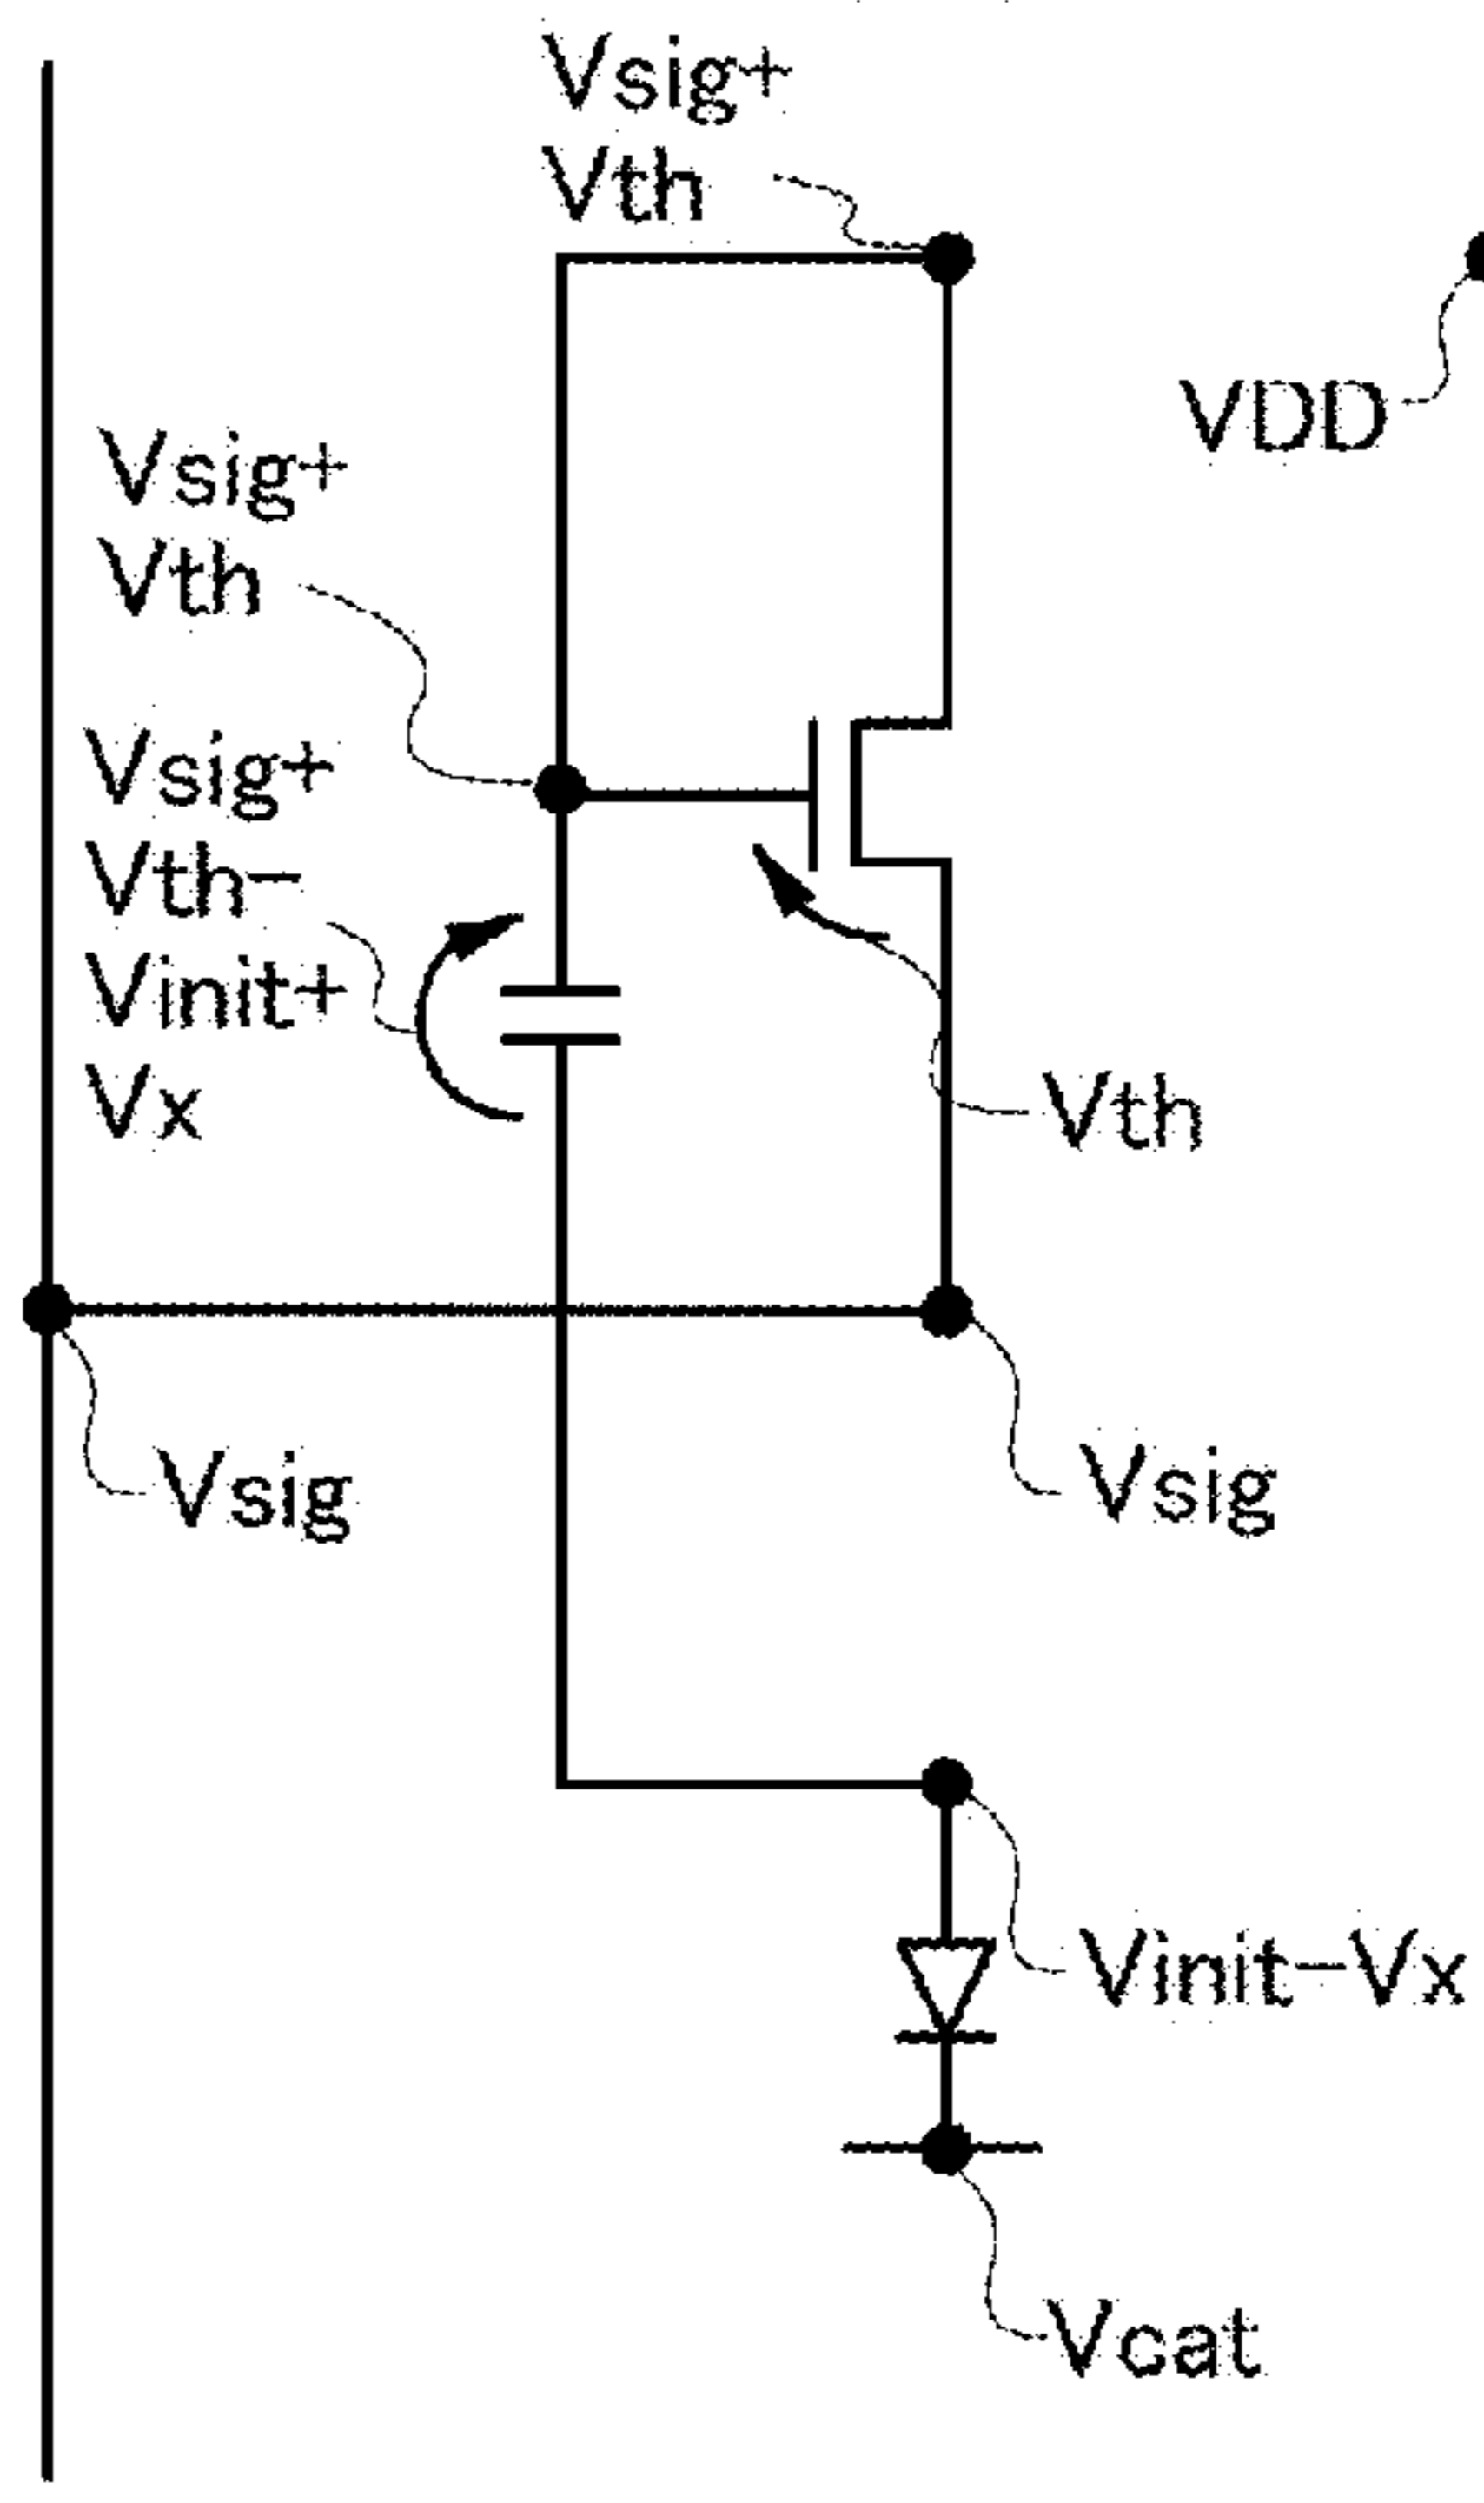 Vsig+
Vth
VDD
Vsig+
Vth
Vsig+
Vth−
Vinit+
Vx
Vth
Vsig
Vsig
Vinit−Vx
Vcat